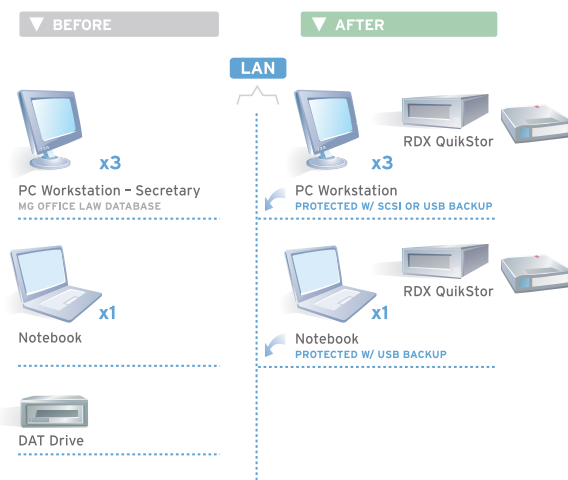 BEFORE
AFTER
LAN
x3
PC Workstation – Secretary
MG OFFICE LAW DATABASE
x1
Notebook
DAT Drive
RDX QuikStor
x3
PC Workstation
PROTECTED W/ SCSI OR USB BACKUP
RDX QuikStor
x1
Notebook
PROTECTED W/ USB BACKUP